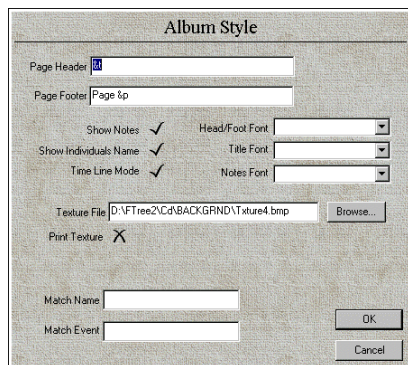 Album Style
Page Header &t
Page Footer Page &p
Show Notes Head/Foot Font
Show Individuals Name Title Font
Time Line Mode Notes Font
Texture File D:\FTree2\Cd\BACKGRND\Txture4.bmp Browse...
Print Texture
Match Name
OK
Match Event
Cancel